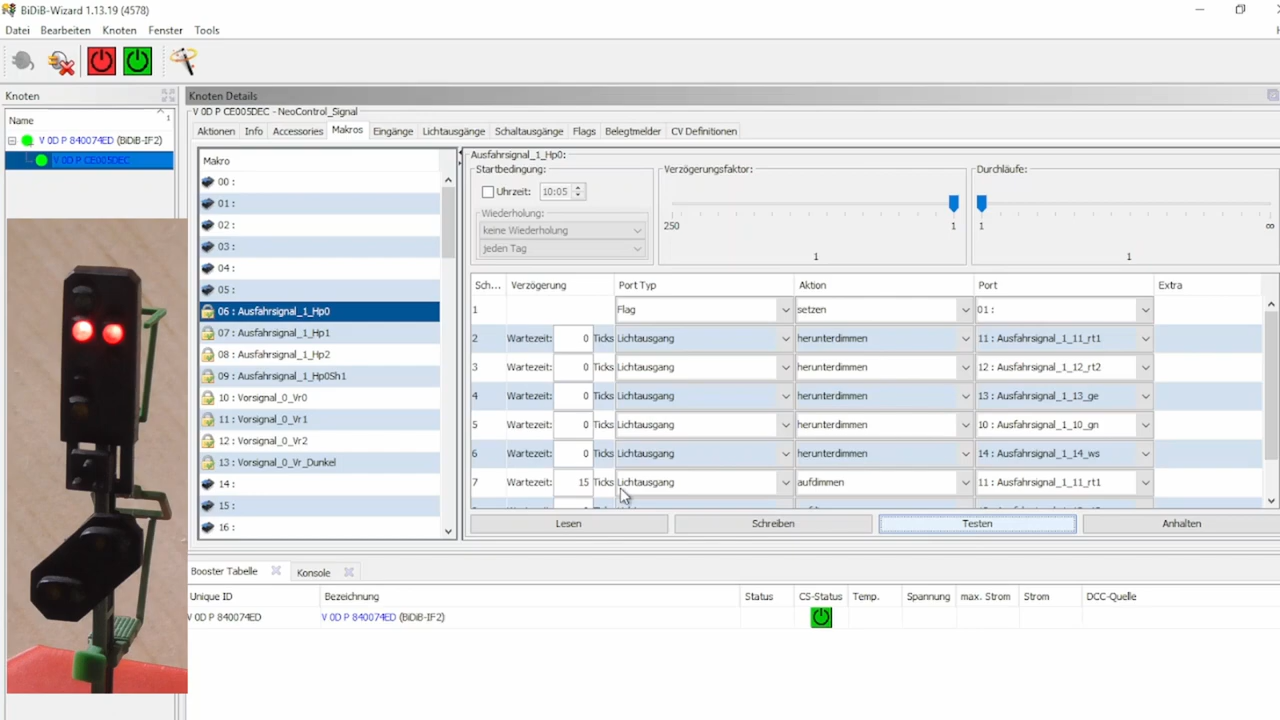 BiDiB-Wizard 1.13.19 (4578)
Datei Bearbeiten Knoten Fenster Tools
Knoten
Knoten Details
Name
1
V 0D P 840074ED (BiDiB-IF2)
V 0D P CE005DEC
V 0D P CE005DEC - NeoControl_Signal
Aktionen Info Accessories Makros Eingänge Lichtausgänge Schaltausgänge Flags Belegtmelder CV Definitionen
Makro
00 :
01 :
02 :
03 :
04 :
05 :
06 : Ausfahrsignal_1_Hp0
07 : Ausfahrsignal_1_Hp1
08 : Ausfahrsignal_1_Hp2
09 : Ausfahrsignal_1_Hp0Sh1
10 : Vorsignal_0_Vr0
11 : Vorsignal_0_Vr1
12 : Vorsignal_0_Vr2
13 : Vorsignal_0_Vr_Dunkel
14 :
15 :
16 :
Ausfahrsignal_1_Hp0:
Startbedingung:
Uhrzeit: 10:05
Wiederholung:
keine Wiederholung
jeden Tag
Verzögerungsfaktor:
250 1
1
Durchläufe:
1 ∞
1
Sch... Verzögerung Port Typ Aktion Port Extra
1 Flag setzen 01 :
2 Wartezeit: 0 Ticks Lichtausgang herunterdimmen 11 : Ausfahrsignal_1_11_rt1
3 Wartezeit: 0 Ticks Lichtausgang herunterdimmen 12 : Ausfahrsignal_1_12_rt2
4 Wartezeit: 0 Ticks Lichtausgang herunterdimmen 13 : Ausfahrsignal_1_13_ge
5 Wartezeit: 0 Ticks Lichtausgang herunterdimmen 10 : Ausfahrsignal_1_10_gn
6 Wartezeit: 0 Ticks Lichtausgang herunterdimmen 14 : Ausfahrsignal_1_14_ws
7 Wartezeit: 15 Ticks Lichtausgang aufdimmen 11 : Ausfahrsignal_1_11_rt1
Lesen Schreiben Testen Anhalten
Booster Tabelle Konsole
Unique ID Bezeichnung Status CS-Status Temp. Spannung max. Strom Strom DCC-Quelle
V 0D P 840074ED V 0D P 840074ED (BiDiB-IF2)